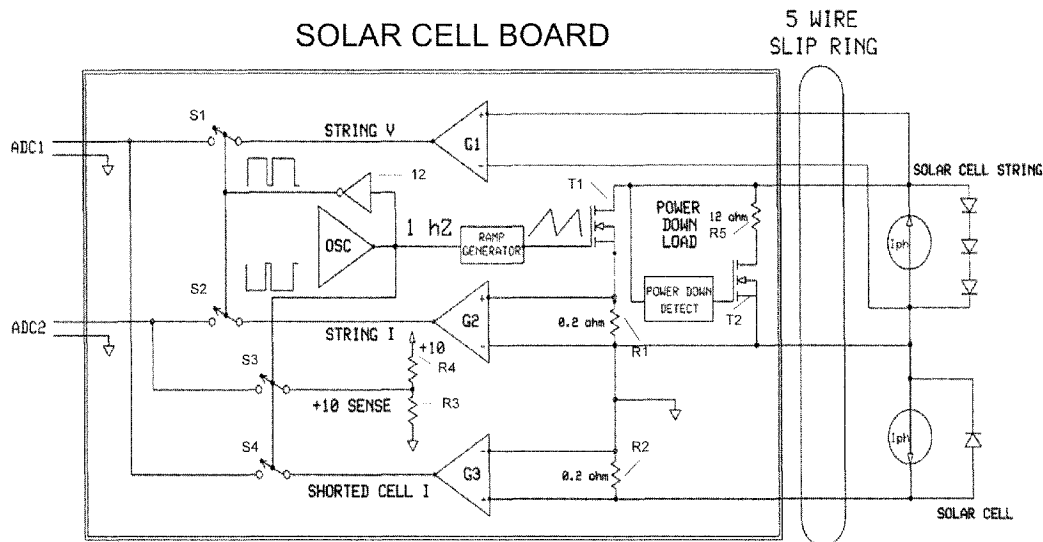 5 WIRE
SLIP RING
SOLAR CELL BOARD
S1
ADC1
STRING V
+
-
G1
12
T1
SOLAR CELL STRING
POWER
DOWN
LOAD
12 ohm
R5
OSC
1 hZ
RAMP
GENERATOR
Iph
POWER DOWN
DETECT
T2
S2
ADC2
STRING I
+
-
G2
0.2 ohm
R1
+10
R4
S3
R3
+10 SENSE
S4
SHORTED CELL I
-
+
G3
R2
0.2 ohm
Iph
SOLAR CELL